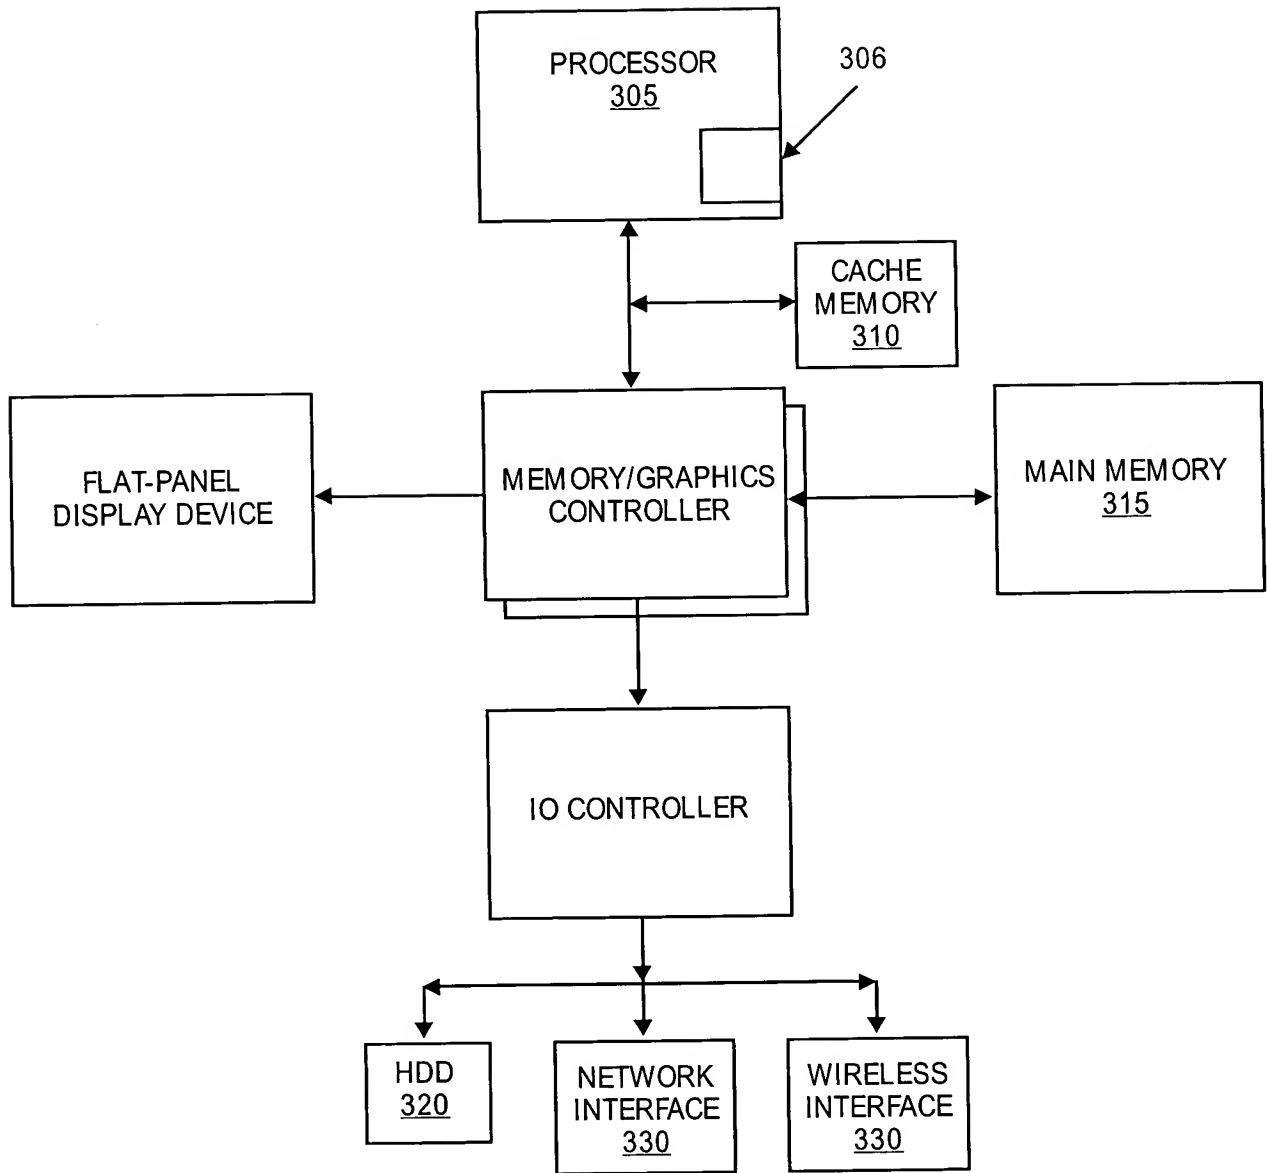 PROCESSOR
305
306
CACHE
MEMORY
310
FLAT-PANEL
DISPLAY DEVICE
MEMORY/GRAPHICS
CONTROLLER
MAIN MEMORY
315
IO CONTROLLER
HDD
320
NETWORK
INTERFACE
330
WIRELESS
INTERFACE
330